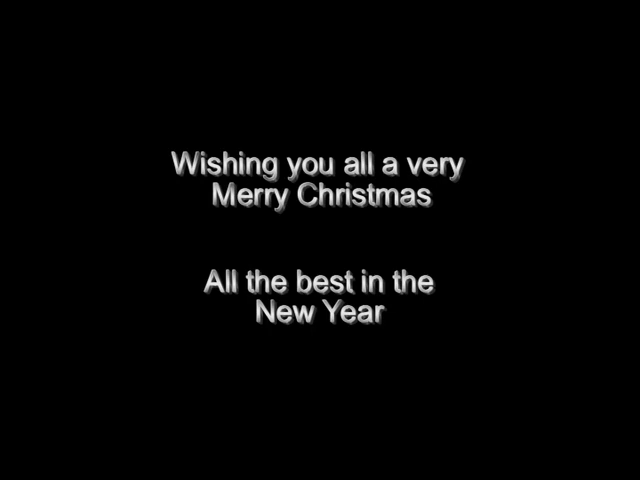 Wishing you all a very
Merry Christmas
All the best in the
New Year